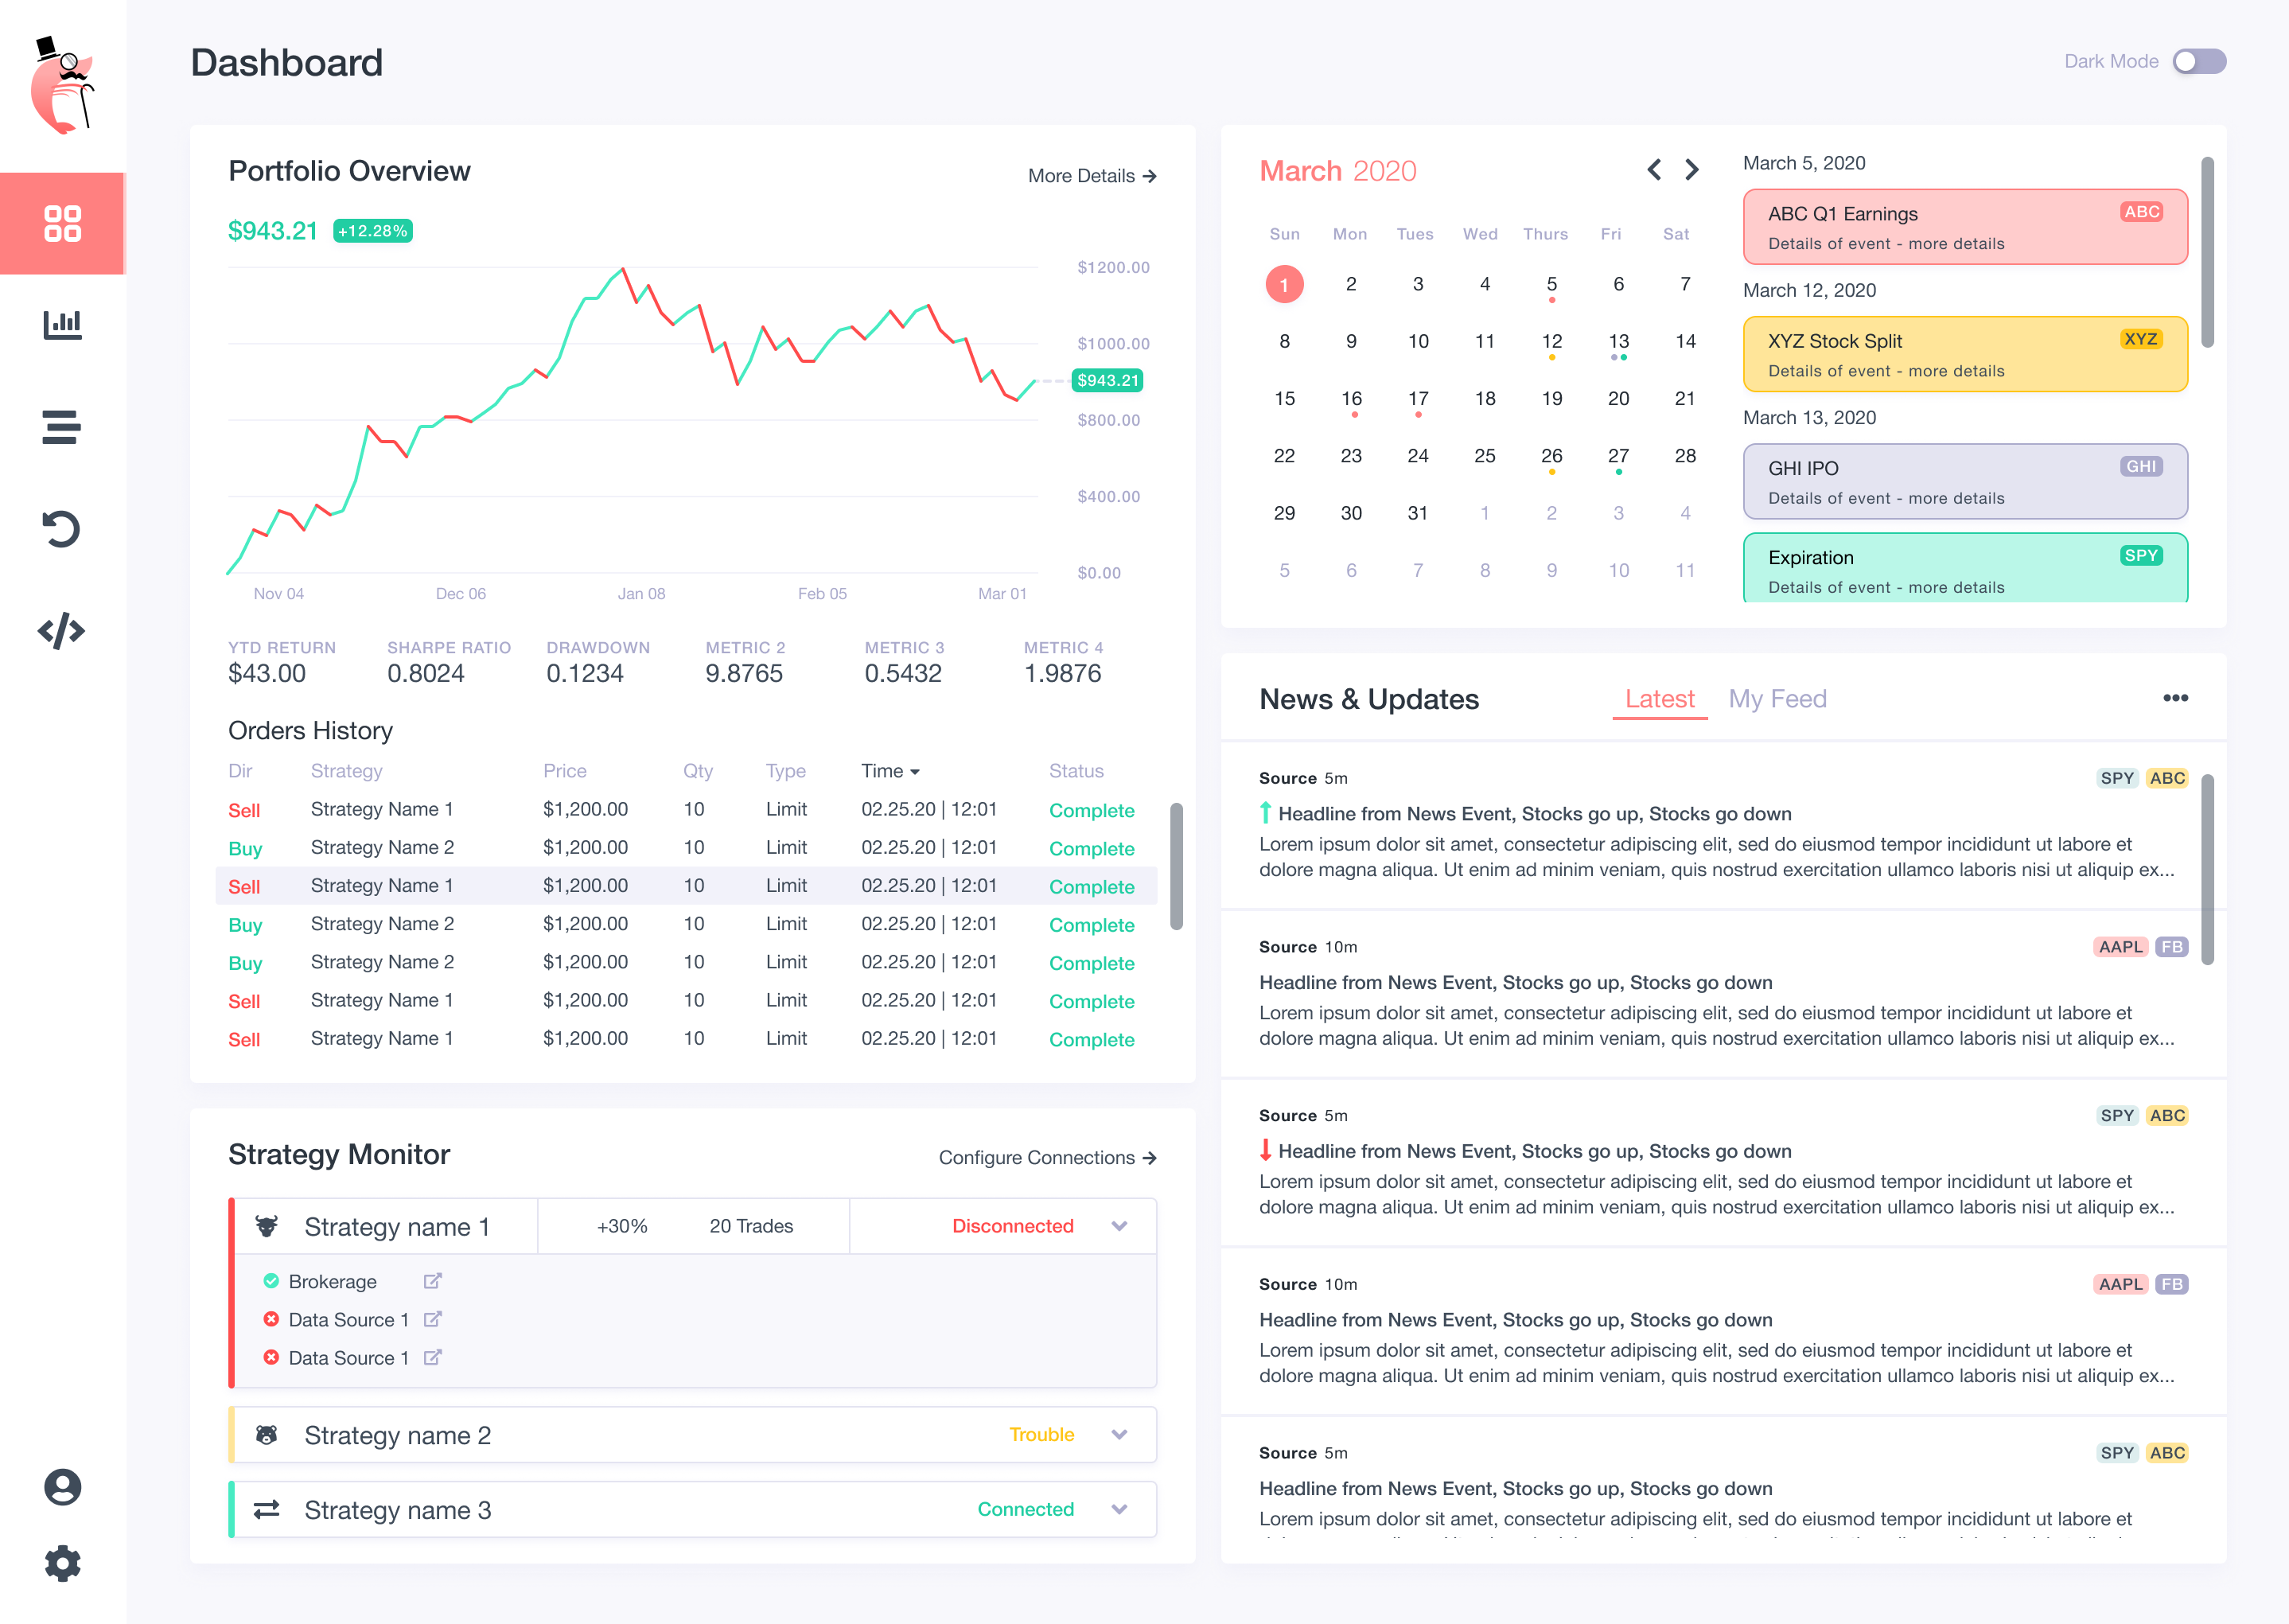 Dashboard
Dark Mode
Portfolio Overview
More Details
$943.21 +12.28%
$1200.00
$1000.00
$943.21
$800.00
$400.00
$0.00
Nov 04 Dec 06 Jan 08 Feb 05 Mar 01
YTD RETURN SHARPE RATIO DRAWDOWN METRIC 2 METRIC 3 METRIC 4
$43.00 0.8024 0.1234 9.8765 0.5432 1.9876
Orders History
Dir Strategy Price Qty Type Time Status
Sell Strategy Name 1 $1,200.00 10 Limit 02.25.20 | 12:01 Complete
Buy Strategy Name 2 $1,200.00 10 Limit 02.25.20 | 12:01 Complete
Sell Strategy Name 1 $1,200.00 10 Limit 02.25.20 | 12:01 Complete
Buy Strategy Name 2 $1,200.00 10 Limit 02.25.20 | 12:01 Complete
Buy Strategy Name 2 $1,200.00 10 Limit 02.25.20 | 12:01 Complete
Sell Strategy Name 1 $1,200.00 10 Limit 02.25.20 | 12:01 Complete
Sell Strategy Name 1 $1,200.00 10 Limit 02.25.20 | 12:01 Complete
Strategy Monitor
Configure Connections
Strategy name 1 +30% 20 Trades Disconnected
Brokerage
Data Source 1
Data Source 1
Strategy name 2 Trouble
Strategy name 3 Connected
March 2020
Sun Mon Tues Wed Thurs Fri Sat
1 2 3 4 5 6 7
8 9 10 11 12 13 14
15 16 17 18 19 20 21
22 23 24 25 26 27 28
29 30 31 1 2 3 4
5 6 7 8 9 10 11
March 5, 2020
ABC Q1 Earnings ABC
Details of event - more details
March 12, 2020
XYZ Stock Split XYZ
Details of event - more details
March 13, 2020
GHI IPO GHI
Details of event - more details
Expiration SPY
Details of event - more details
News & Updates Latest My Feed
Source 5m SPY ABC
Headline from News Event, Stocks go up, Stocks go down
Lorem ipsum dolor sit amet, consectetur adipiscing elit, sed do eiusmod tempor incididunt ut labore et
dolore magna aliqua. Ut enim ad minim veniam, quis nostrud exercitation ullamco laboris nisi ut aliquip ex...
Source 10m AAPL FB
Headline from News Event, Stocks go up, Stocks go down
Lorem ipsum dolor sit amet, consectetur adipiscing elit, sed do eiusmod tempor incididunt ut labore et
dolore magna aliqua. Ut enim ad minim veniam, quis nostrud exercitation ullamco laboris nisi ut aliquip ex...
Source 5m SPY ABC
Headline from News Event, Stocks go up, Stocks go down
Lorem ipsum dolor sit amet, consectetur adipiscing elit, sed do eiusmod tempor incididunt ut labore et
dolore magna aliqua. Ut enim ad minim veniam, quis nostrud exercitation ullamco laboris nisi ut aliquip ex...
Source 10m AAPL FB
Headline from News Event, Stocks go up, Stocks go down
Lorem ipsum dolor sit amet, consectetur adipiscing elit, sed do eiusmod tempor incididunt ut labore et
dolore magna aliqua. Ut enim ad minim veniam, quis nostrud exercitation ullamco laboris nisi ut aliquip ex...
Source 5m SPY ABC
Headline from News Event, Stocks go up, Stocks go down
Lorem ipsum dolor sit amet, consectetur adipiscing elit, sed do eiusmod tempor incididunt ut labore et